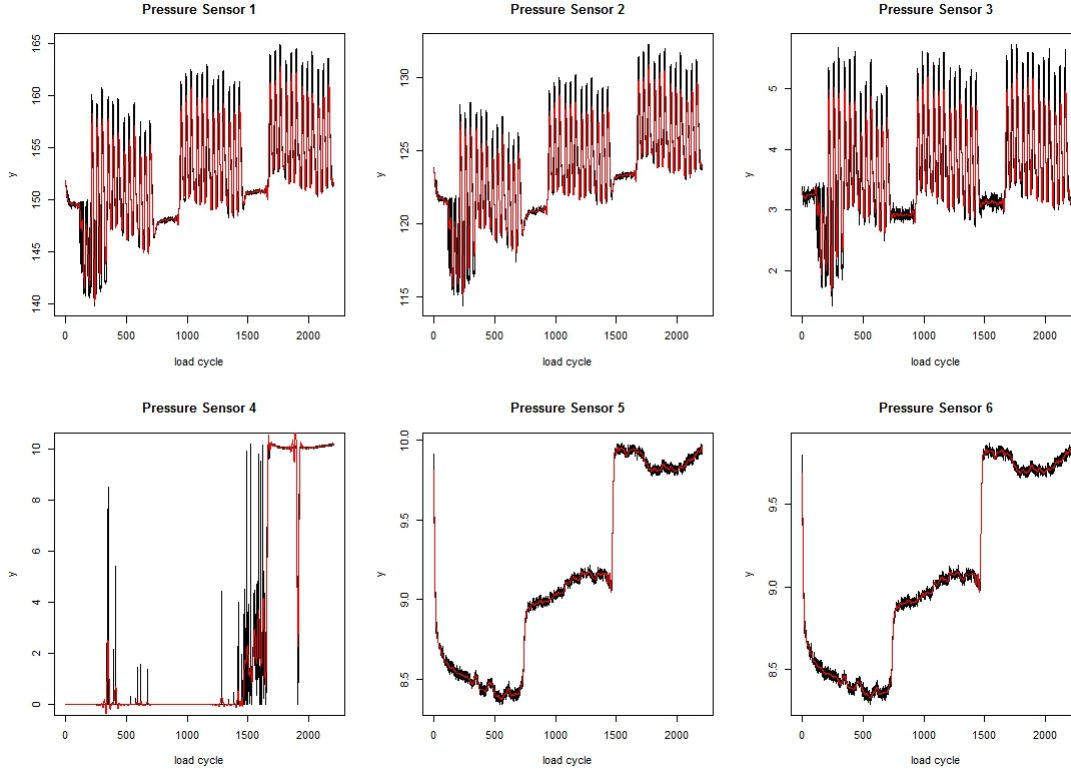 Pressure Sensor 1
Pressure Sensor 2
Pressure Sensor 3
y
165
160
155
150
145
140
0 500 1000 1500 2000
load cycle
y
130
125
120
115
0 500 1000 1500 2000
load cycle
y
5
4
3
2
0 500 1000 1500 2000
load cycle
Pressure Sensor 4
Pressure Sensor 5
Pressure Sensor 6
y
10
8
6
4
2
0
0 500 1000 1500 2000
load cycle
y
10.0
9.5
9.0
8.5
0 500 1000 1500 2000
load cycle
y
9.5
9.0
8.5
0 500 1000 1500 2000
load cycle